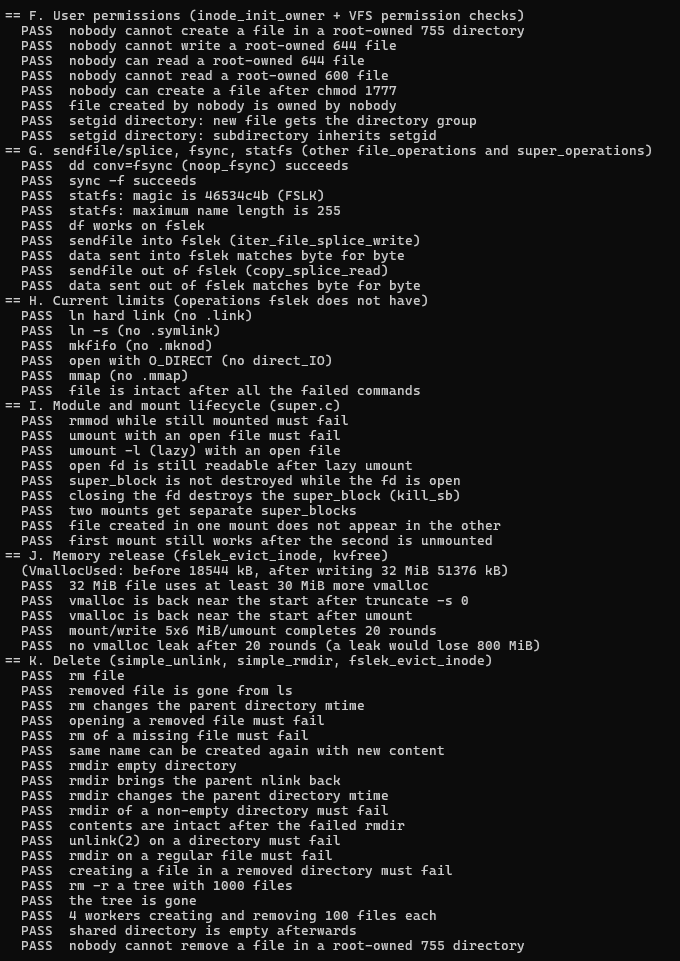 == F. User permissions (inode_init_owner + VFS permission checks)
PASS  nobody cannot create a file in a root-owned 755 directory
PASS  nobody cannot write a root-owned 644 file
PASS  nobody can read a root-owned 644 file
PASS  nobody cannot read a root-owned 600 file
PASS  nobody can create a file after chmod 1777
PASS  file created by nobody is owned by nobody
PASS  setgid directory: new file gets the directory group
PASS  setgid directory: subdirectory inherits setgid
== G. sendfile/splice, fsync, statfs (other file_operations and super_operations)
PASS  dd conv=fsync (noop_fsync) succeeds
PASS  sync -f succeeds
PASS  statfs: magic is 46534c4b (FSLK)
PASS  statfs: maximum name length is 255
PASS  df works on fslek
PASS  sendfile into fslek (iter_file_splice_write)
PASS  data sent into fslek matches byte for byte
PASS  sendfile out of fslek (copy_splice_read)
PASS  data sent out of fslek matches byte for byte
== H. Current limits (operations fslek does not have)
PASS  ln hard link (no .link)
PASS  ln -s (no .symlink)
PASS  mkfifo (no .mknod)
PASS  open with O_DIRECT (no direct_IO)
PASS  mmap (no .mmap)
PASS  file is intact after all the failed commands
== I. Module and mount lifecycle (super.c)
PASS  rmmod while still mounted must fail
PASS  umount with an open file must fail
PASS  umount -l (lazy) with an open file
PASS  open fd is still readable after lazy umount
PASS  super_block is not destroyed while the fd is open
PASS  closing the fd destroys the super_block (kill_sb)
PASS  two mounts get separate super_blocks
PASS  file created in one mount does not appear in the other
PASS  first mount still works after the second is unmounted
== J. Memory release (fslek_evict_inode, kvfree)
(VmallocUsed: before 18544 kB, after writing 32 MiB 51376 kB)
PASS  32 MiB file uses at least 30 MiB more vmalloc
PASS  vmalloc is back near the start after truncate -s 0
PASS  vmalloc is back near the start after umount
PASS  mount/write 5x6 MiB/umount completes 20 rounds
PASS  no vmalloc leak after 20 rounds (a leak would lose 800 MiB)
== K. Delete (simple_unlink, simple_rmdir, fslek_evict_inode)
PASS  rm file
PASS  removed file is gone from ls
PASS  rm changes the parent directory mtime
PASS  opening a removed file must fail
PASS  rm of a missing file must fail
PASS  same name can be created again with new content
PASS  rmdir empty directory
PASS  rmdir brings the parent nlink back
PASS  rmdir changes the parent directory mtime
PASS  rmdir of a non-empty directory must fail
PASS  contents are intact after the failed rmdir
PASS  unlink(2) on a directory must fail
PASS  rmdir on a regular file must fail
PASS  creating a file in a removed directory must fail
PASS  rm -r a tree with 1000 files
PASS  the tree is gone
PASS  4 workers creating and removing 100 files each
PASS  shared directory is empty afterwards
PASS  nobody cannot remove a file in a root-owned 755 directory